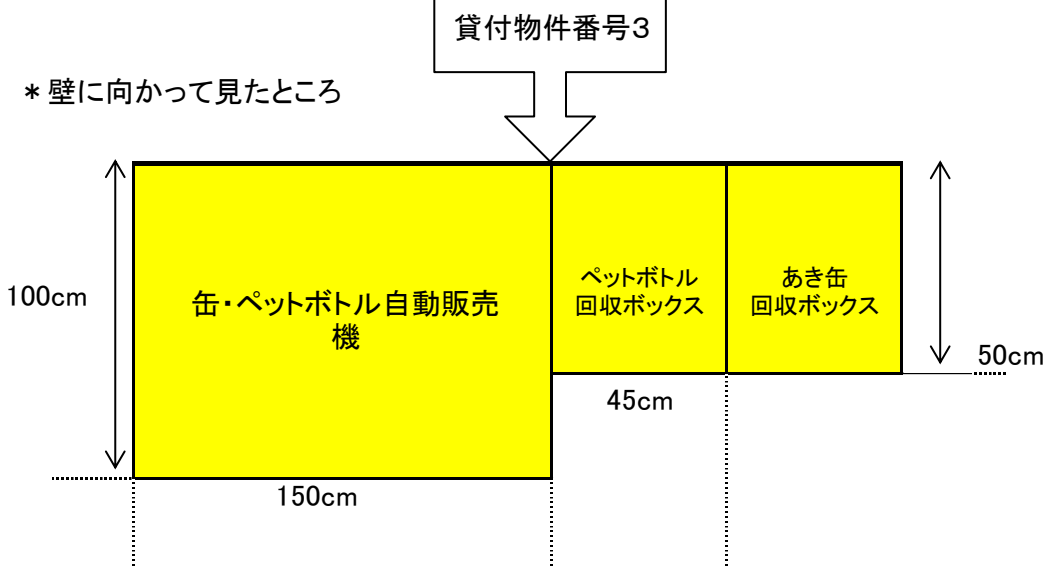 貸付物件番号3
＊壁に向かって見たところ
100cm
缶・ペットボトル自動販売
機
ペットボトル
回収ボックス
あき缶
回収ボックス
50cm
45cm
150cm